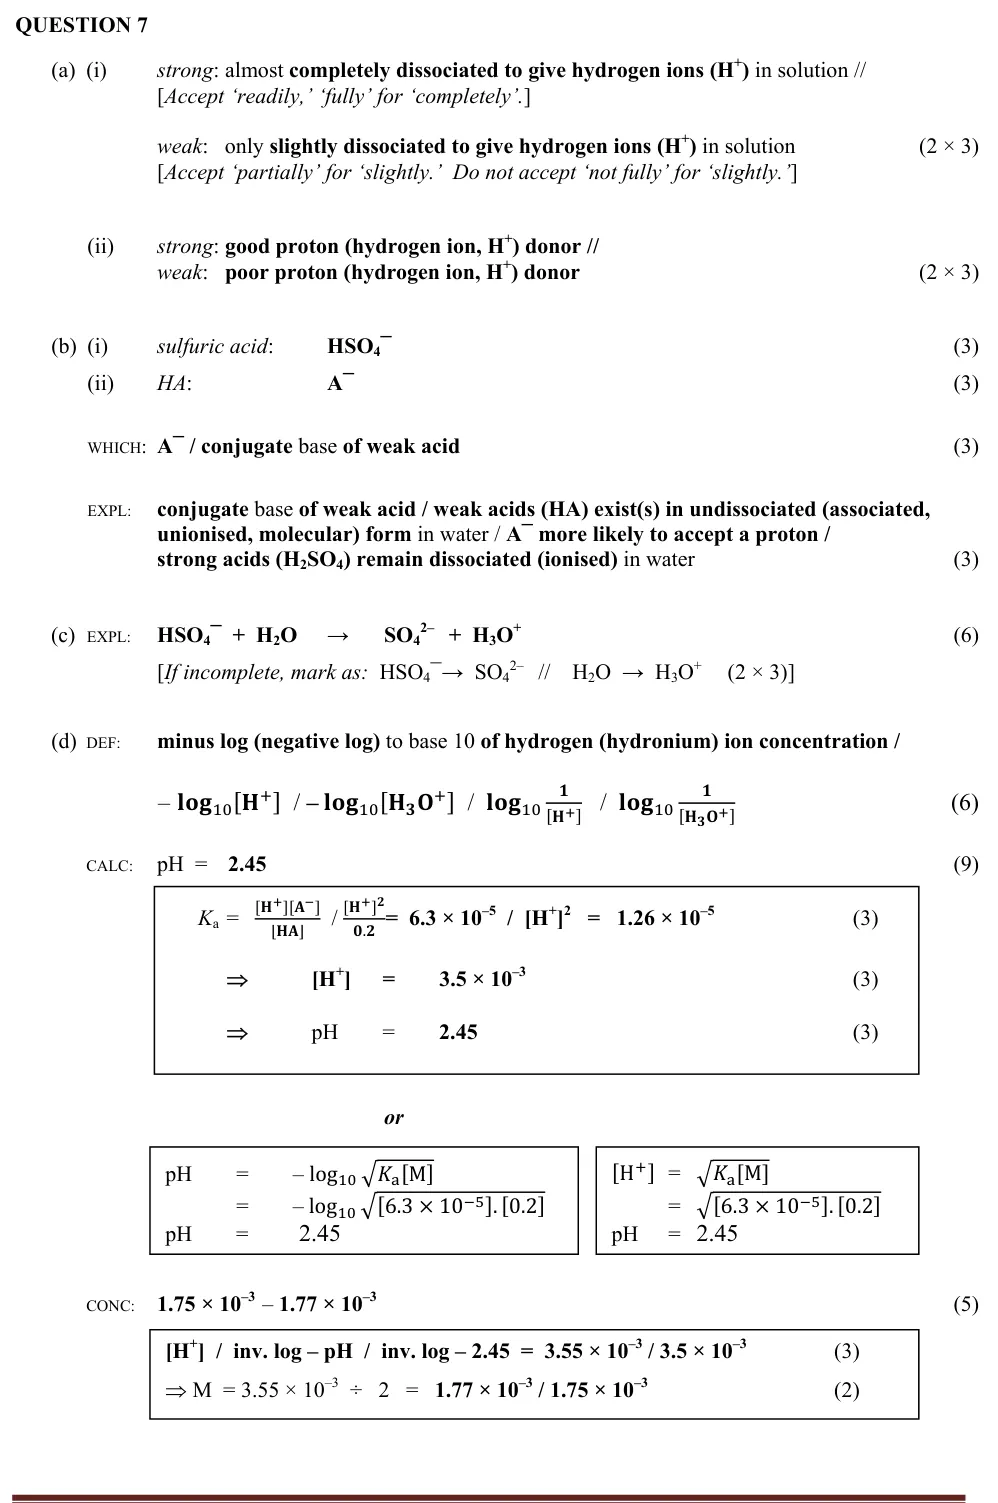 QUESTION 7
(a) (i) strong: almost completely dissociated to give hydrogen ions (H⁺) in solution //
[Accept ‘readily,’ ‘fully’ for ‘completely’.]
weak: only slightly dissociated to give hydrogen ions (H⁺) in solution (2 × 3)
[Accept ‘partially’ for ‘slightly.’ Do not accept ‘not fully’ for ‘slightly.’]
(ii) strong: good proton (hydrogen ion, H⁺) donor //
weak: poor proton (hydrogen ion, H⁺) donor (2 × 3)
(b) (i) sulfuric acid: HSO₄⁻ (3)
(ii) HA: A⁻ (3)
WHICH: A⁻ / conjugate base of weak acid (3)
EXPL: conjugate base of weak acid / weak acids (HA) exist(s) in undissociated (associated,
unionised, molecular) form in water / A⁻ more likely to accept a proton /
strong acids (H₂SO₄) remain dissociated (ionised) in water (3)
(c) EXPL: HSO₄⁻ + H₂O → SO₄²⁻ + H₃O⁺ (6)
[If incomplete, mark as: HSO₄⁻ → SO₄²⁻ // H₂O → H₃O⁺ (2 × 3)]
(d) DEF: minus log (negative log) to base 10 of hydrogen (hydronium) ion concentration /
– log₁₀[H⁺] / – log₁₀[H₃O⁺] / log₁₀ 1/[H⁺] / log₁₀ 1/[H₃O⁺] (6)
CALC: pH = 2.45 (9)
Kₐ = [H⁺][A⁻]/[HA] / [H⁺]²/0.2 = 6.3 × 10⁻⁵ / [H⁺]² = 1.26 × 10⁻⁵ (3)
⇒ [H⁺] = 3.5 × 10⁻³ (3)
⇒ pH = 2.45 (3)
or
pH = – log₁₀ √Kₐ[M]
= – log₁₀ √[6.3 × 10⁻⁵].[0.2]
pH = 2.45
[H⁺] = √Kₐ[M]
= √[6.3 × 10⁻⁵].[0.2]
pH = 2.45
CONC: 1.75 × 10⁻³ – 1.77 × 10⁻³ (5)
[H⁺] / inv. log – pH / inv. log – 2.45 = 3.55 × 10⁻³ / 3.5 × 10⁻³ (3)
⇒ M = 3.55 × 10⁻³ ÷ 2 = 1.77 × 10⁻³ / 1.75 × 10⁻³ (2)